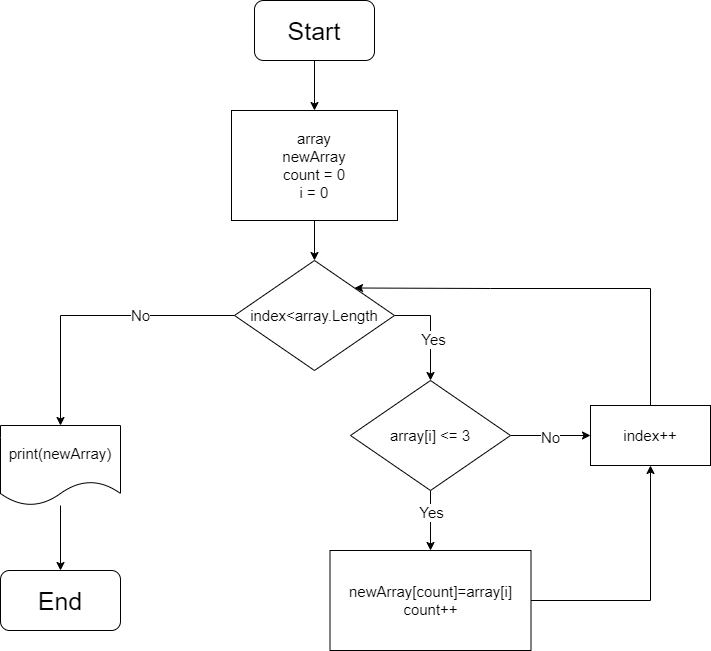 Start
array
newArray
count = 0
i = 0
index<array.Length
No
Yes
array[i] <= 3
No
index++
print(newArray)
Yes
End
newArray[count]=array[i]
count++